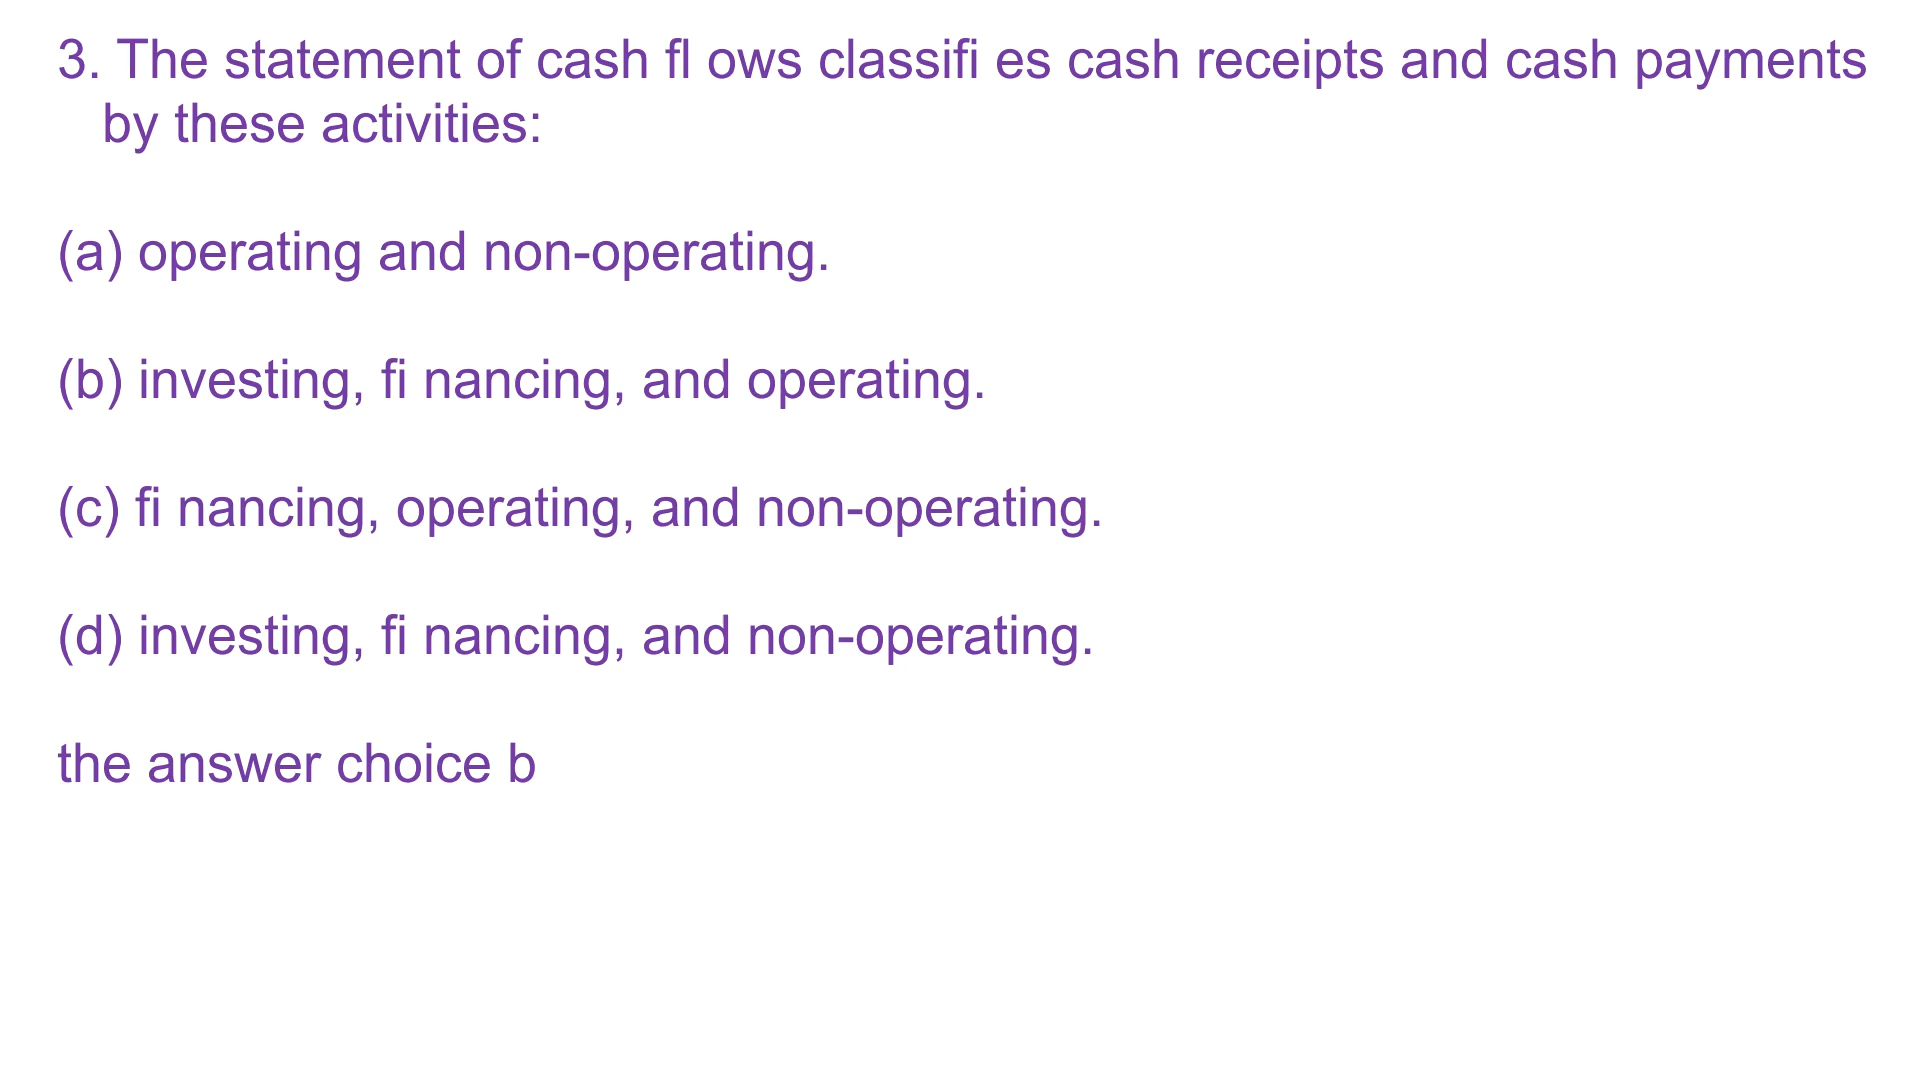 3. The statement of cash fl ows classifi es cash receipts and cash payments
by these activities:
(a) operating and non-operating.
(b) investing, fi nancing, and operating.
(c) fi nancing, operating, and non-operating.
(d) investing, fi nancing, and non-operating.
the answer choice b